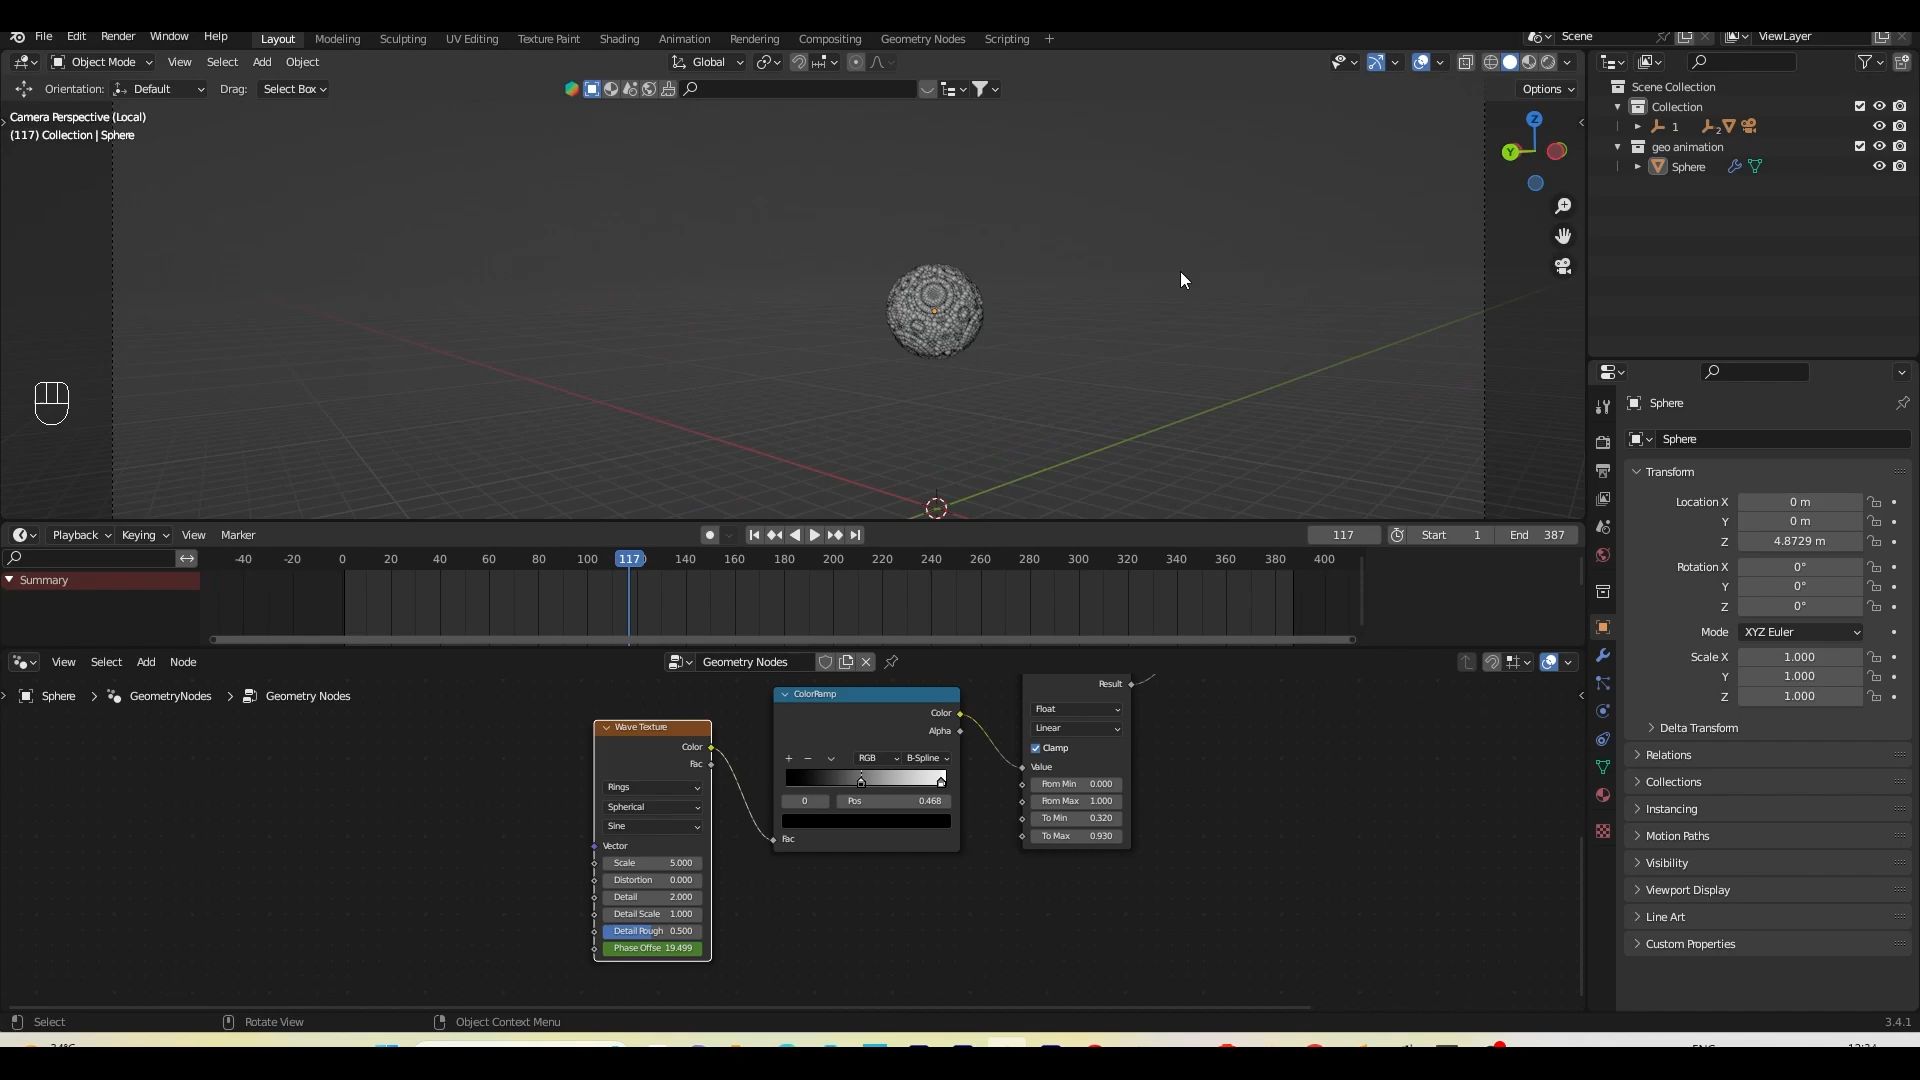 File Edit Render Window Help Layout Modeling Sculpting UV Editing Texture Paint Shading Animation Rendering Compositing Geometry Nodes Scripting + Scene ViewLayer
Object Mode View Select Add Object Global
Orientation: Default Drag: Select Box Options
Camera Perspective (Local)
(117) Collection | Sphere
Z
Y
Scene Collection
Collection
1 2
geo animation
Sphere
Sphere
Sphere
Transform
Location X 0 m
Y 0 m
Z 4.8729 m
Rotation X 0°
Y 0°
Z 0°
Mode XYZ Euler
Scale X 1.000
Y 1.000
Z 1.000
Delta Transform
Relations
Collections
Instancing
Motion Paths
Visibility
Viewport Display
Line Art
Custom Properties
Playback Keying View Marker 117 Start 1 End 387
-40 -20 0 20 40 60 80 100 117 140 160 180 200 220 240 260 280 300 320 340 360 380 400
Summary
View Select Add Node Geometry Nodes
Sphere > GeometryNodes > Geometry Nodes
Wave Texture
Color
Fac
Rings
Spherical
Sine
Vector
Scale 5.000
Distortion 0.000
Detail 2.000
Detail Scale 1.000
Detail Rough 0.500
Phase Offse 19.499
ColorRamp
Color
Alpha
+ − RGB B-Spline
0 Pos 0.468
Fac
Result
Float
Linear
Clamp
Value
From Min 0.000
From Max 1.000
To Min 0.320
To Max 0.930
Select Rotate View Object Context Menu 3.4.1